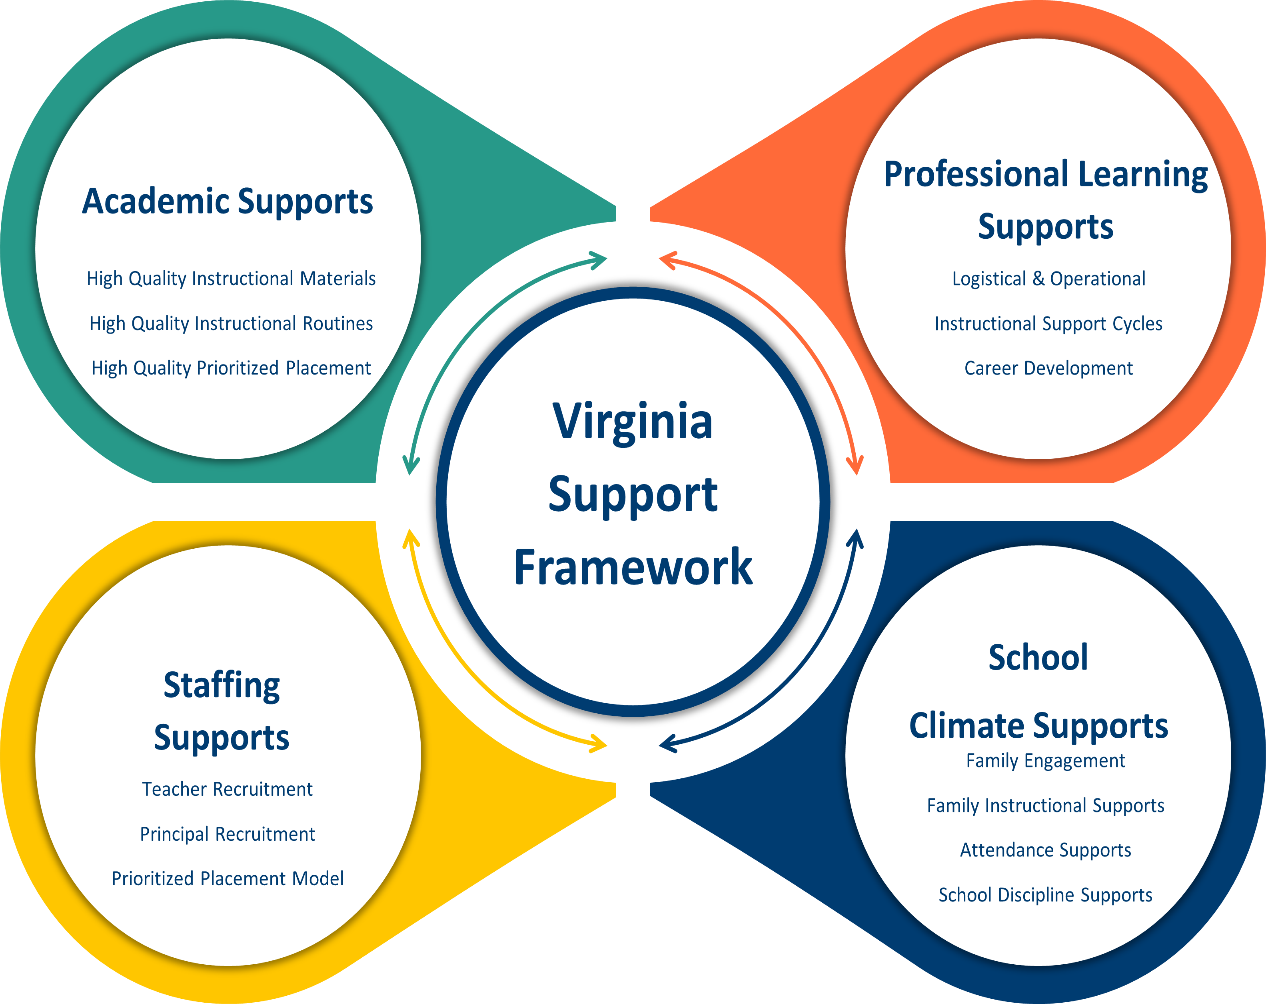 Academic Supports
High Quality Instructional Materials
High Quality Instructional Routines
High Quality Prioritized Placement
Professional Learning
Supports
Logistical & Operational
Instructional Support Cycles
Career Development
Virginia
Support
Framework
Staffing
Supports
Teacher Recruitment
Principal Recruitment
Prioritized Placement Model
School
Climate Supports
Family Engagement
Family Instructional Supports
Attendance Supports
School Discipline Supports